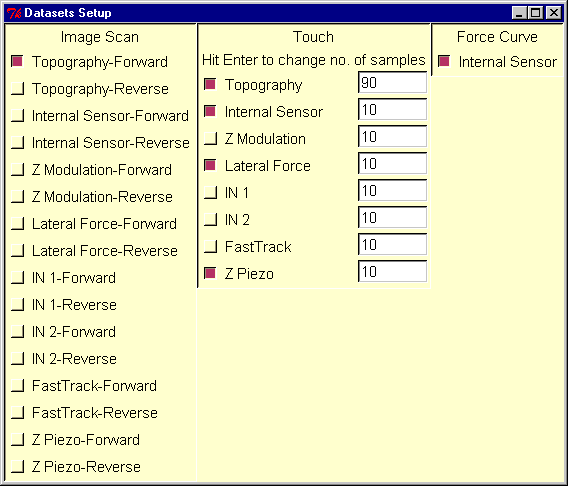 Datasets Setup
Image Scan
Topography-Forward
Topography-Reverse
Internal Sensor-Forward
Internal Sensor-Reverse
Z Modulation-Forward
Z Modulation-Reverse
Lateral Force-Forward
Lateral Force-Reverse
IN 1-Forward
IN 1-Reverse
IN 2-Forward
IN 2-Reverse
FastTrack-Forward
FastTrack-Reverse
Z Piezo-Forward
Z Piezo-Reverse
Touch
Hit Enter to change no. of samples
Topography 90
Internal Sensor 10
Z Modulation 10
Lateral Force 10
IN 1 10
IN 2 10
FastTrack 10
Z Piezo 10
Force Curve
Internal Sensor